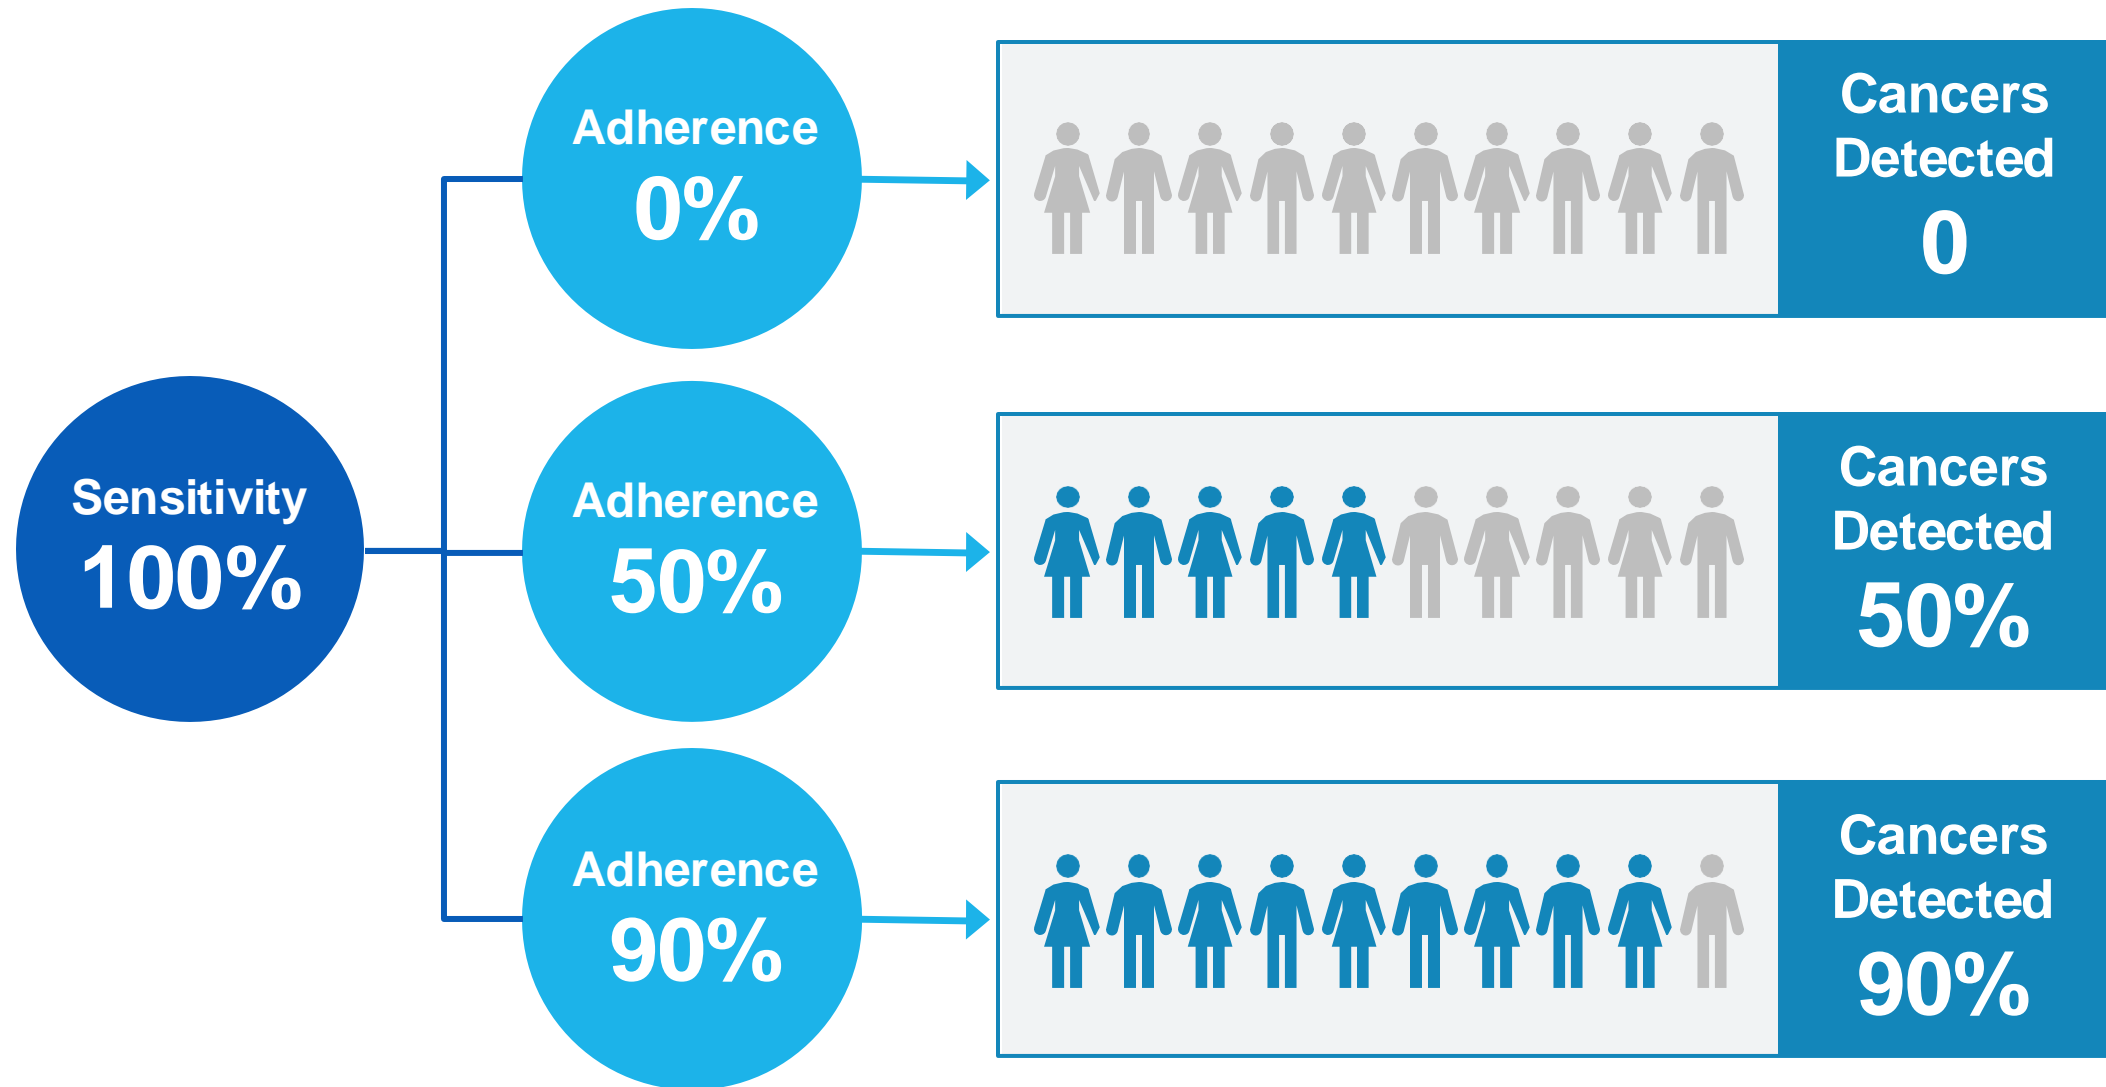 Sensitivity
100%
Adherence
0%
Cancers
Detected
0
Adherence
50%
Cancers
Detected
50%
Adherence
90%
Cancers
Detected
90%